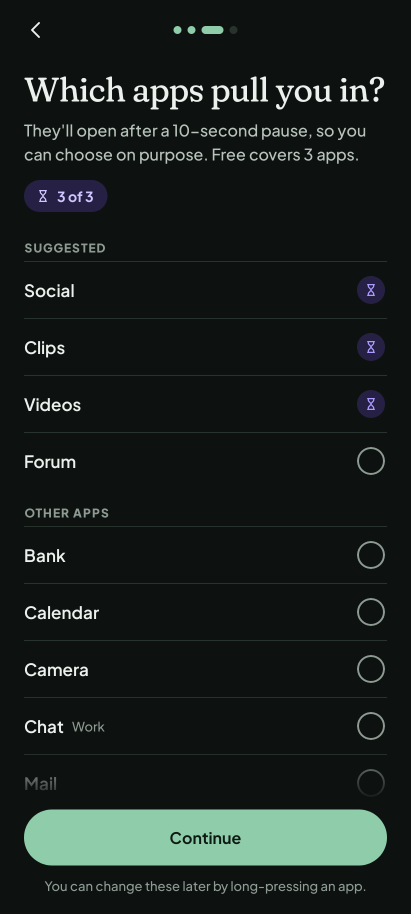 Which apps pull you in?
They'll open after a 10–second pause, so you
can choose on purpose. Free covers 3 apps.
3 of 3
SUGGESTED
Social
Clips
Videos
Forum
OTHER APPS
Bank
Calendar
Camera
Chat Work
Mail
Continue
You can change these later by long-pressing an app.